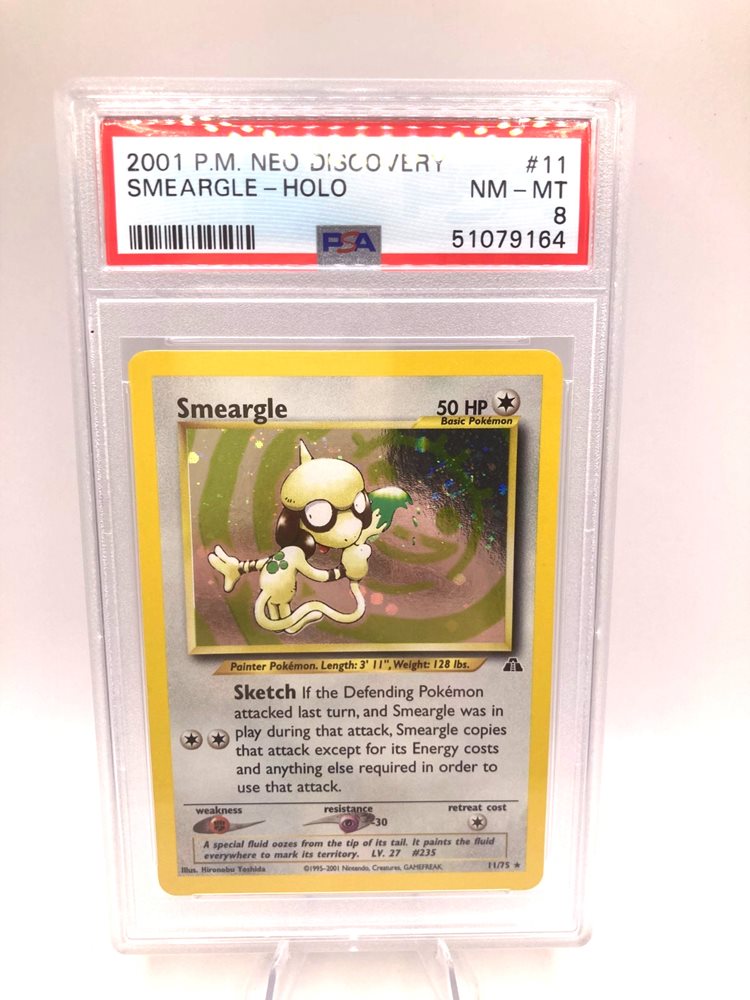 2001 P.M. NEO DISCOVERY #11
SMEARGLE - HOLO NM - MT
8
PSA 51079164
Smeargle 50 HP
Basic Pokémon
Painter Pokémon. Length: 3' 11", Weight: 128 lbs.
Sketch If the Defending Pokémon
attacked last turn, and Smeargle was in
play during that attack, Smeargle copies
that attack except for its Energy costs
and anything else required in order to
use that attack.
weakness resistance retreat cost
-30
A special fluid oozes from the tip of its tail. It paints the fluid
everywhere to mark its territory. LV. 27 #235
Illus. Hironobu Yoshida ©1995-2001 Nintendo, Creatures, GAMEFREAK. 11/75 ★